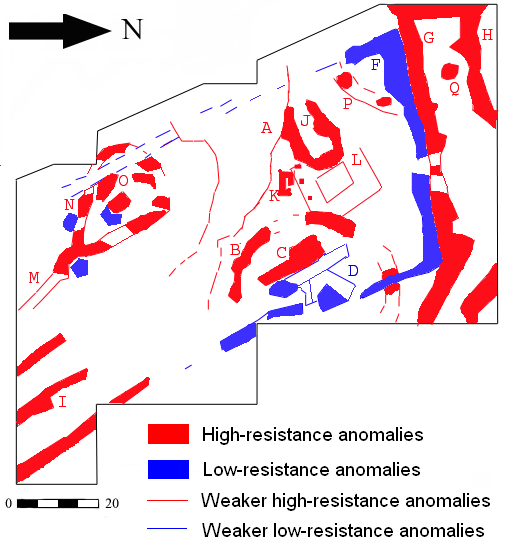 N
G
H
F
Q
P
A
J
L
O
K
N
B
C
D
M
I
High-resistance anomalies
Low-resistance anomalies
Weaker high-resistance anomalies
Weaker low-resistance anomalies
0 20